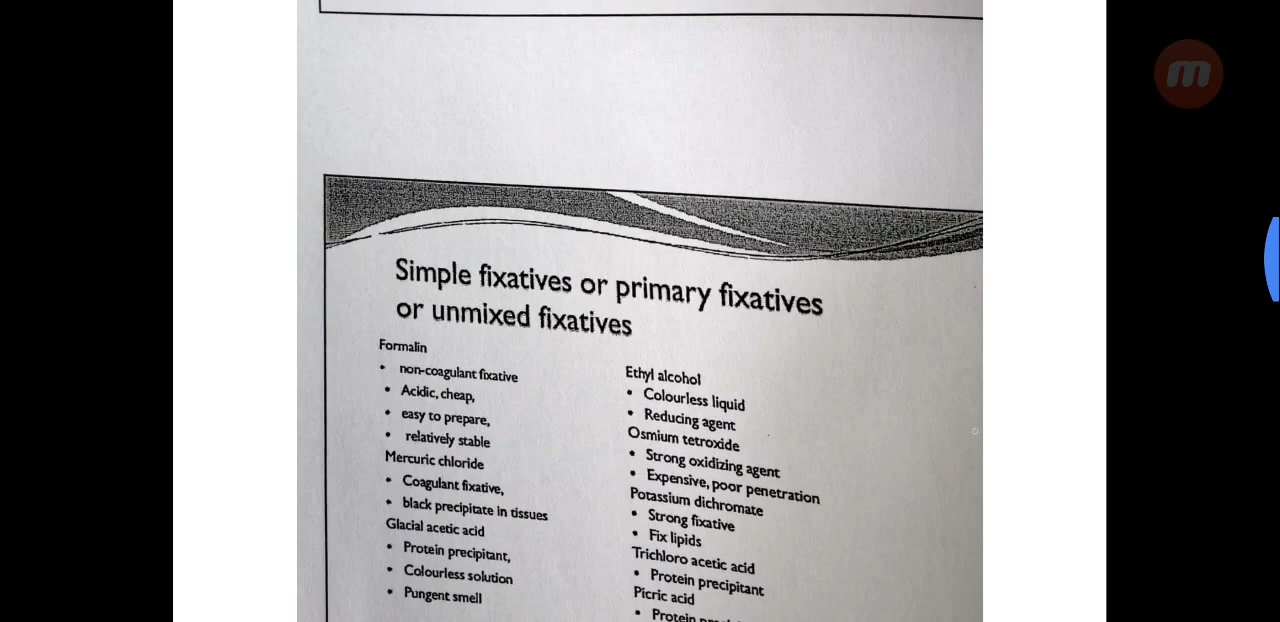 Simple fixatives or primary fixatives
or unmixed fixatives
Formalin
• non-coagulant fixative
• Acidic, cheap,
• easy to prepare,
• relatively stable
Mercuric chloride
• Coagulant fixative,
• black precipitate in tissues
Glacial acetic acid
• Protein precipitant,
• Colourless solution
• Pungent smell
Ethyl alcohol
• Colourless liquid
• Reducing agent
Osmium tetroxide
• Strong oxidizing agent
• Expensive, poor penetration
Potassium dichromate
• Strong fixative
• Fix lipids
Trichloro acetic acid
• Protein precipitant
Picric acid
• Protein